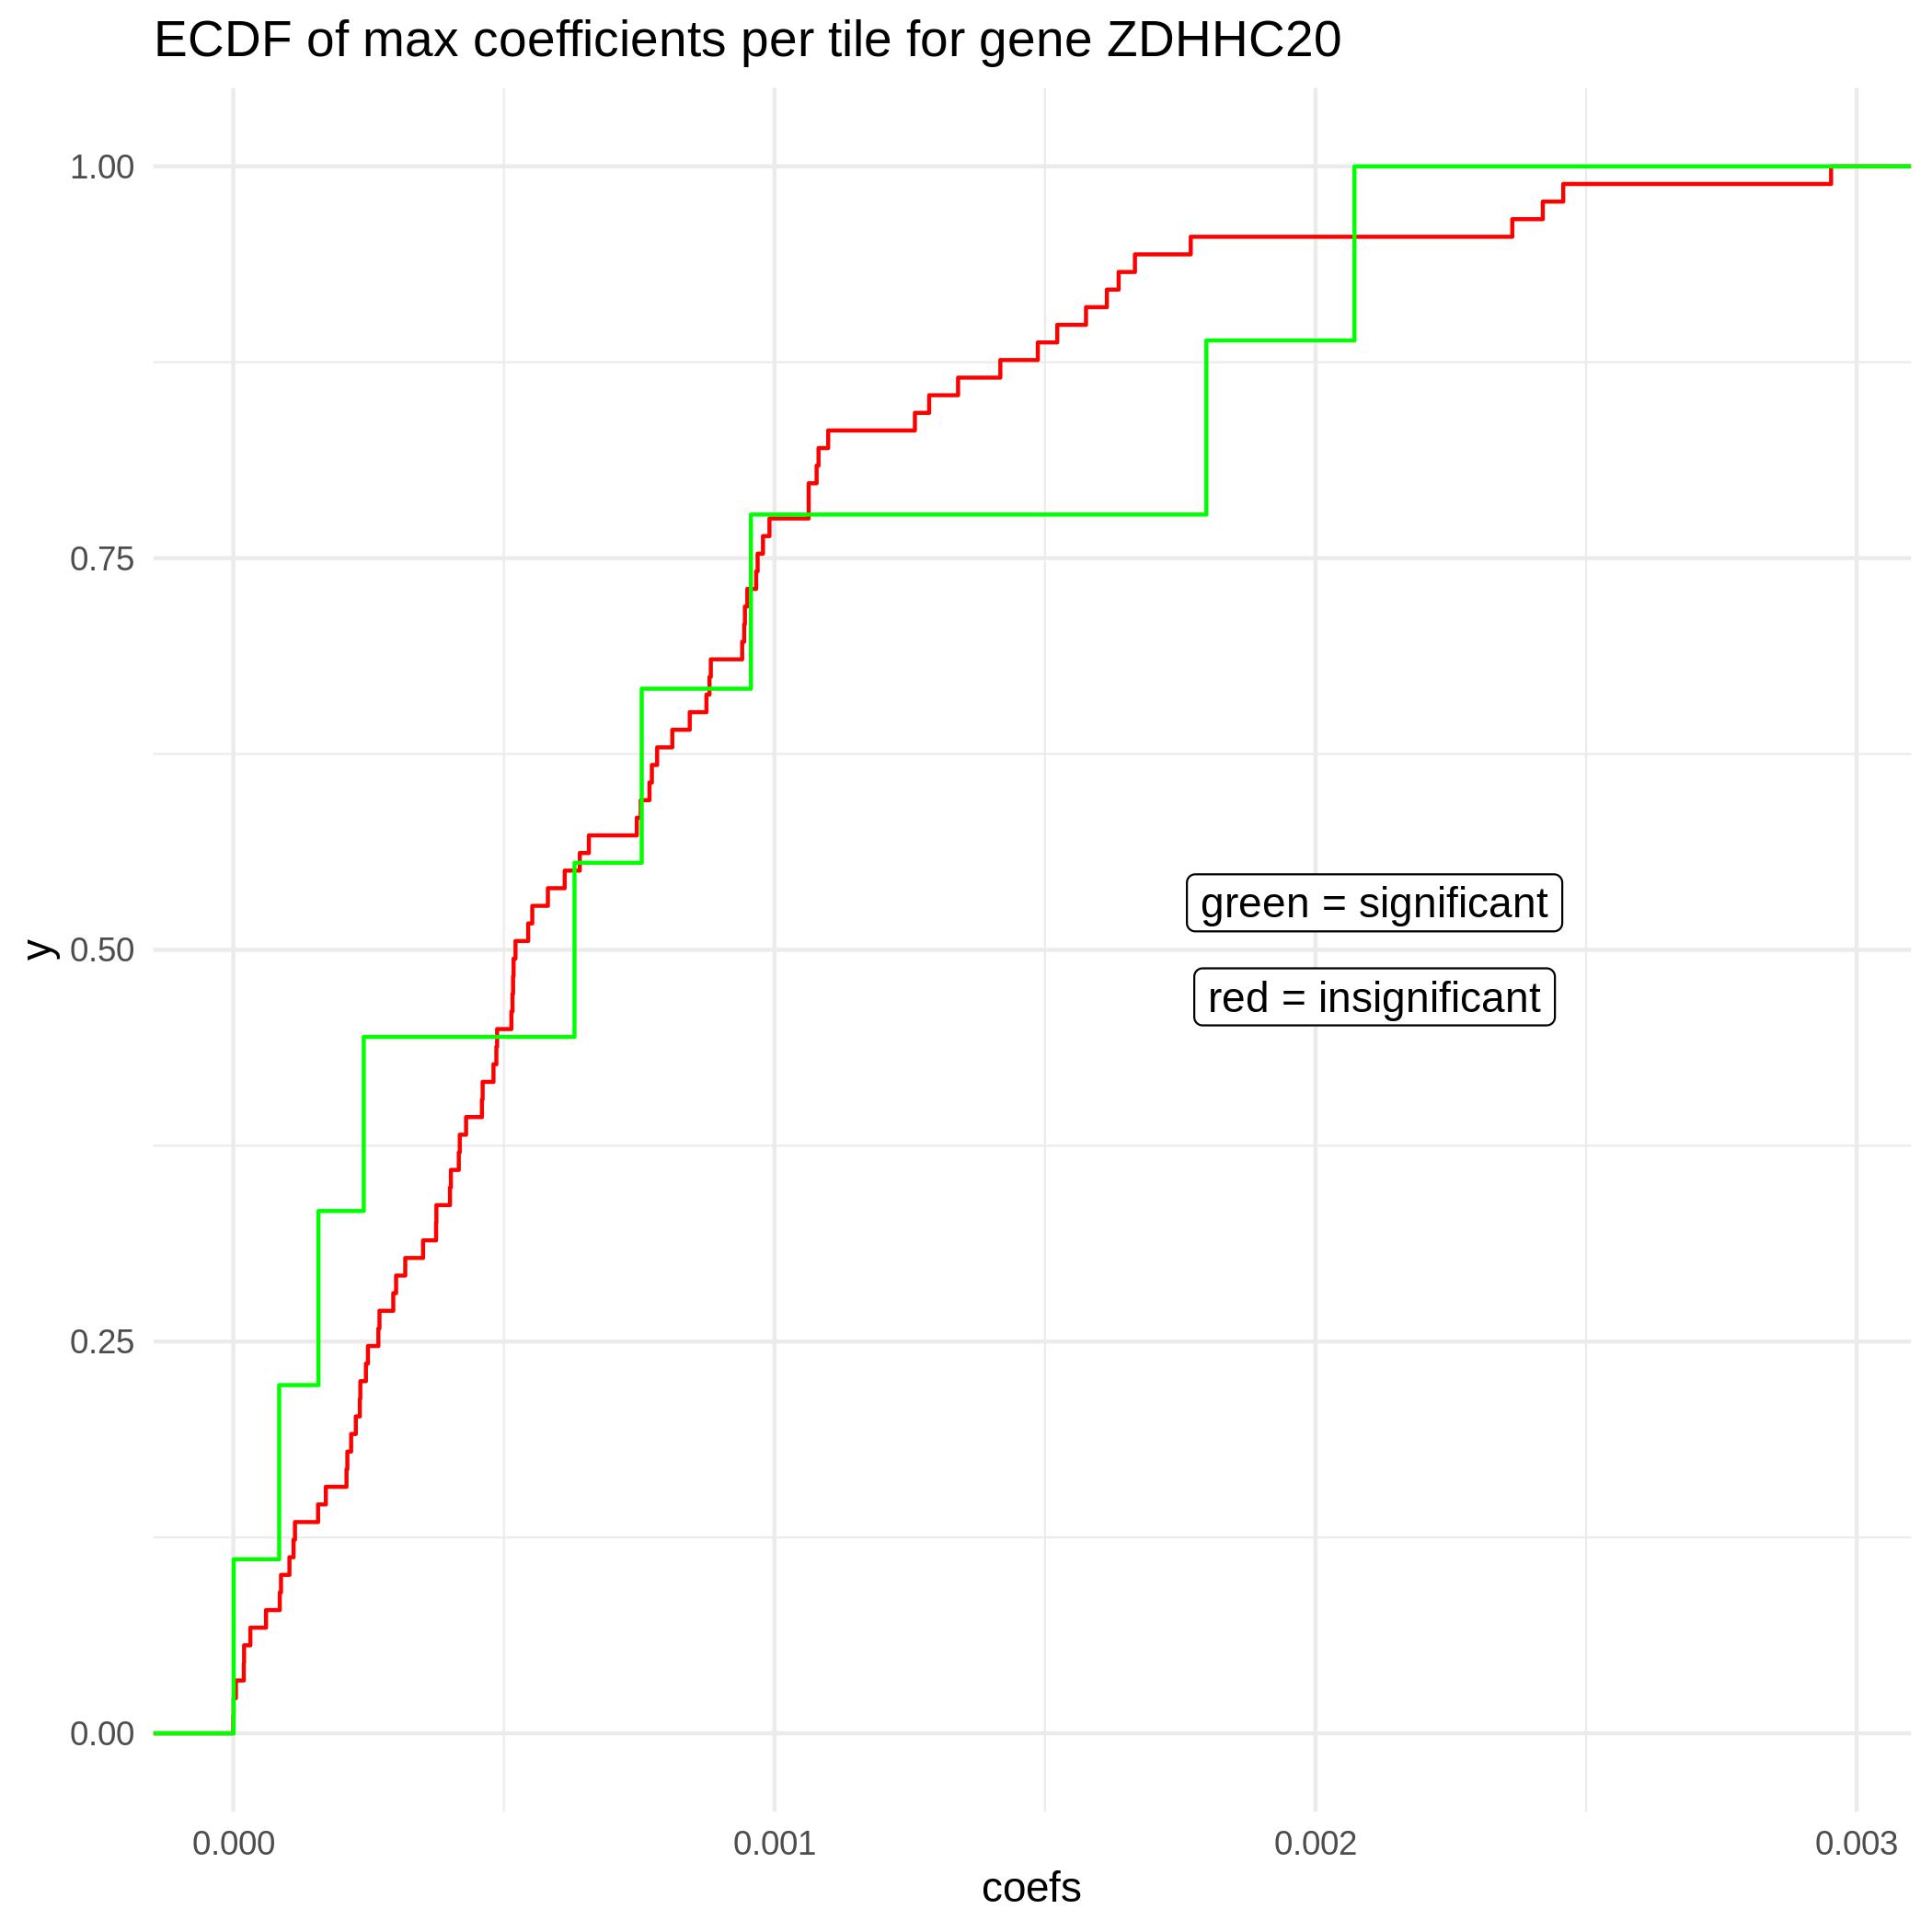 ECDF of max coefficients per tile for gene ZDHHC20
1.00
0.75
0.50
0.25
0.00
y
green = significant
red = insignificant
0.000
0.001
0.002
0.003
coefs